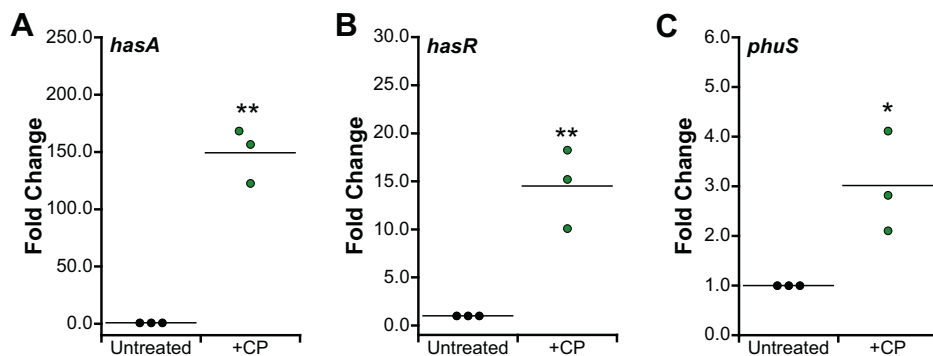 A
hasA
Fold Change
250.0
200.0
150.0
100.0
50.0
0.0
**
Untreated
+CP
B
hasR
Fold Change
30.0
25.0
20.0
15.0
10.0
5.0
0.0
**
Untreated
+CP
C
phuS
Fold Change
6.0
5.0
4.0
3.0
2.0
1.0
0.0
*
Untreated
+CP